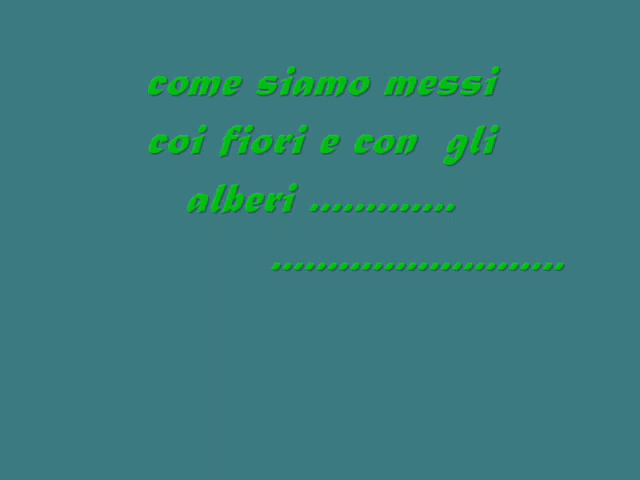 come siamo messi
coi fiori e con gli
alberi .............
..........................